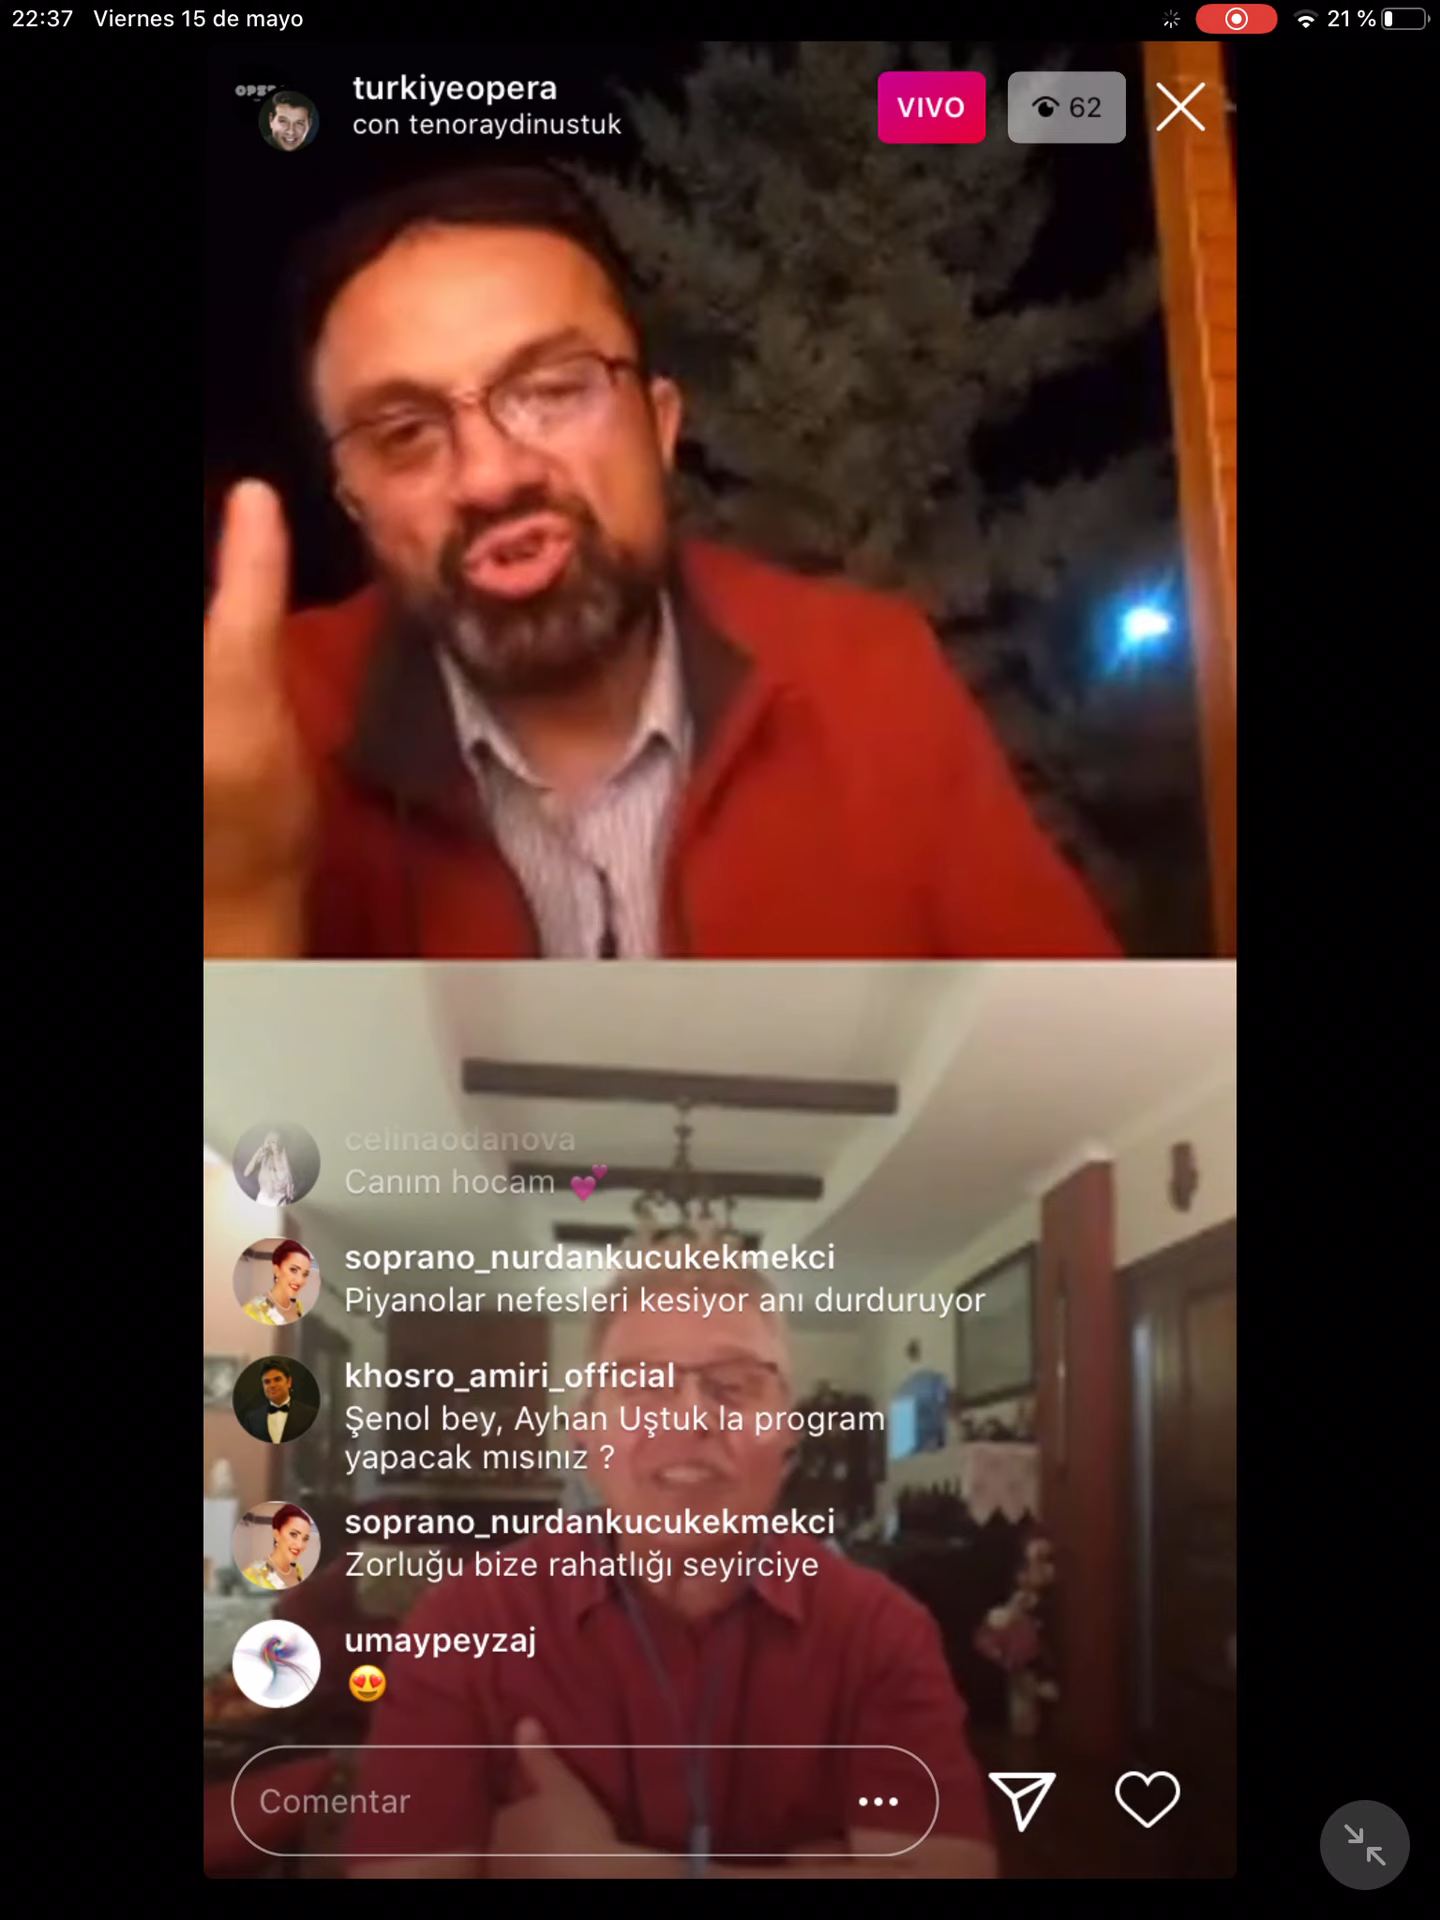 22:37 Viernes 15 de mayo
21 %
turkiyeopera
con tenoraydinustuk
VIVO
62
celinaodanova
Canım hocam 💕
soprano_nurdankucukekmekci
Piyanolar nefesleri kesiyor anı durduruyor
khosro_amiri_official
Şenol bey, Ayhan Uştuk la program
yapacak mısınız ?
soprano_nurdankucukekmekci
Zorluğu bize rahatlığı seyirciye
umaypeyzaj
😍
Comentar